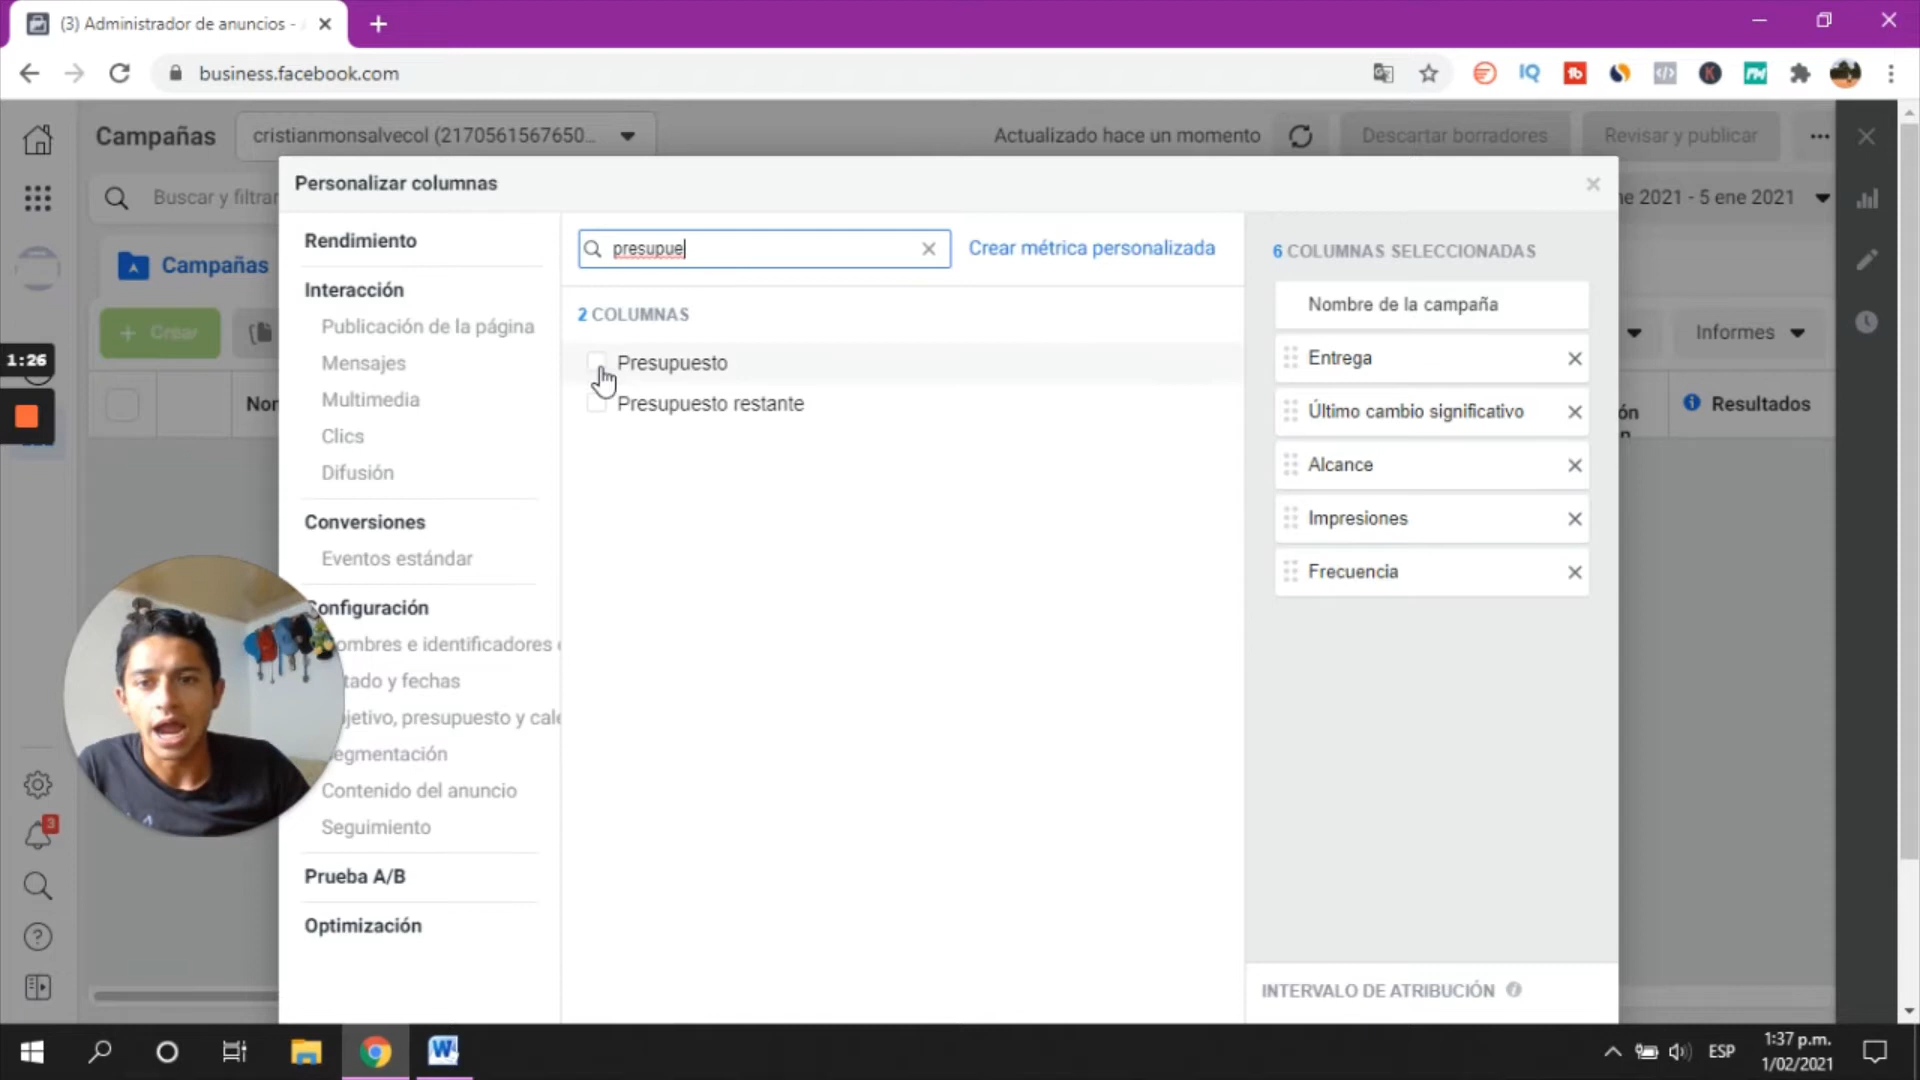 (3) Administrador de anuncios -
business.facebook.com
Campañas
cristianmonsalvecol (2170561567650...
Actualizado hace un momento
Descartar borradores
Revisar y publicar
Buscar y filtrar
ne 2021 - 5 ene 2021
Campañas
+ Crear
Informes
Nor
ón
Resultados
1:26
Personalizar columnas
Rendimiento
Interacción
Publicación de la página
Mensajes
Multimedia
Clics
Difusión
Conversiones
Eventos estándar
Configuración
ombres e identificadores
tado y fechas
jetivo, presupuesto y cale
egmentación
Contenido del anuncio
Seguimiento
Prueba A/B
Optimización
presupuel
Crear métrica personalizada
2 COLUMNAS
Presupuesto
Presupuesto restante
6 COLUMNAS SELECCIONADAS
Nombre de la campaña
Entrega
Último cambio significativo
Alcance
Impresiones
Frecuencia
INTERVALO DE ATRIBUCIÓN
3
ESP
1:37 p.m.
1/02/2021